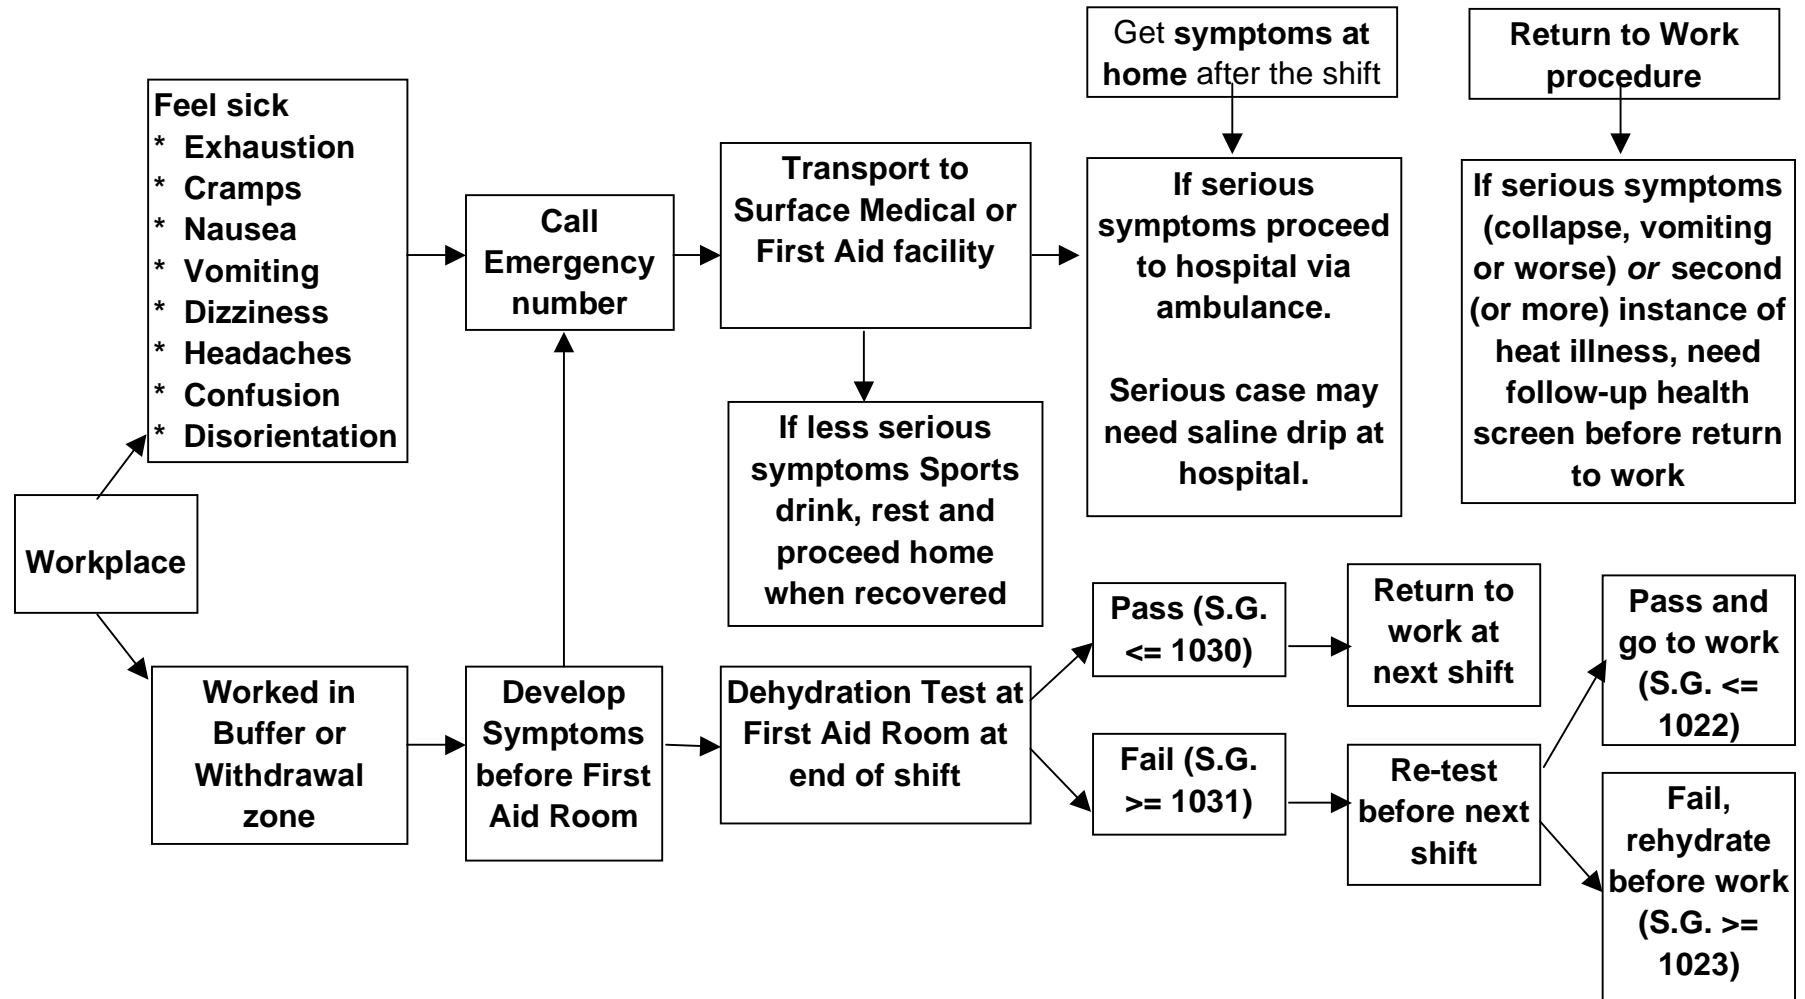 Get symptoms at
home after the shift
Return to Work
procedure
Feel sick
* Exhaustion
* Cramps
* Nausea
* Vomiting
* Dizziness
* Headaches
* Confusion
* Disorientation
Call
Emergency
number
Transport to
Surface Medical or
First Aid facility
If serious
symptoms proceed
to hospital via
ambulance.
Serious case may
need saline drip at
hospital.
If serious symptoms
(collapse, vomiting
or worse) or second
(or more) instance of
heat illness, need
follow-up health
screen before return
to work
If less serious
symptoms Sports
drink, rest and
proceed home
when recovered
Workplace
Worked in
Buffer or
Withdrawal
zone
Develop
Symptoms
before First
Aid Room
Dehydration Test at
First Aid Room at
end of shift
Pass (S.G.
<= 1030)
Return to
work at
next shift
Pass and
go to work
(S.G. <=
1022)
Fail (S.G.
>= 1031)
Re-test
before next
shift
Fail,
rehydrate
before work
(S.G. >=
1023)